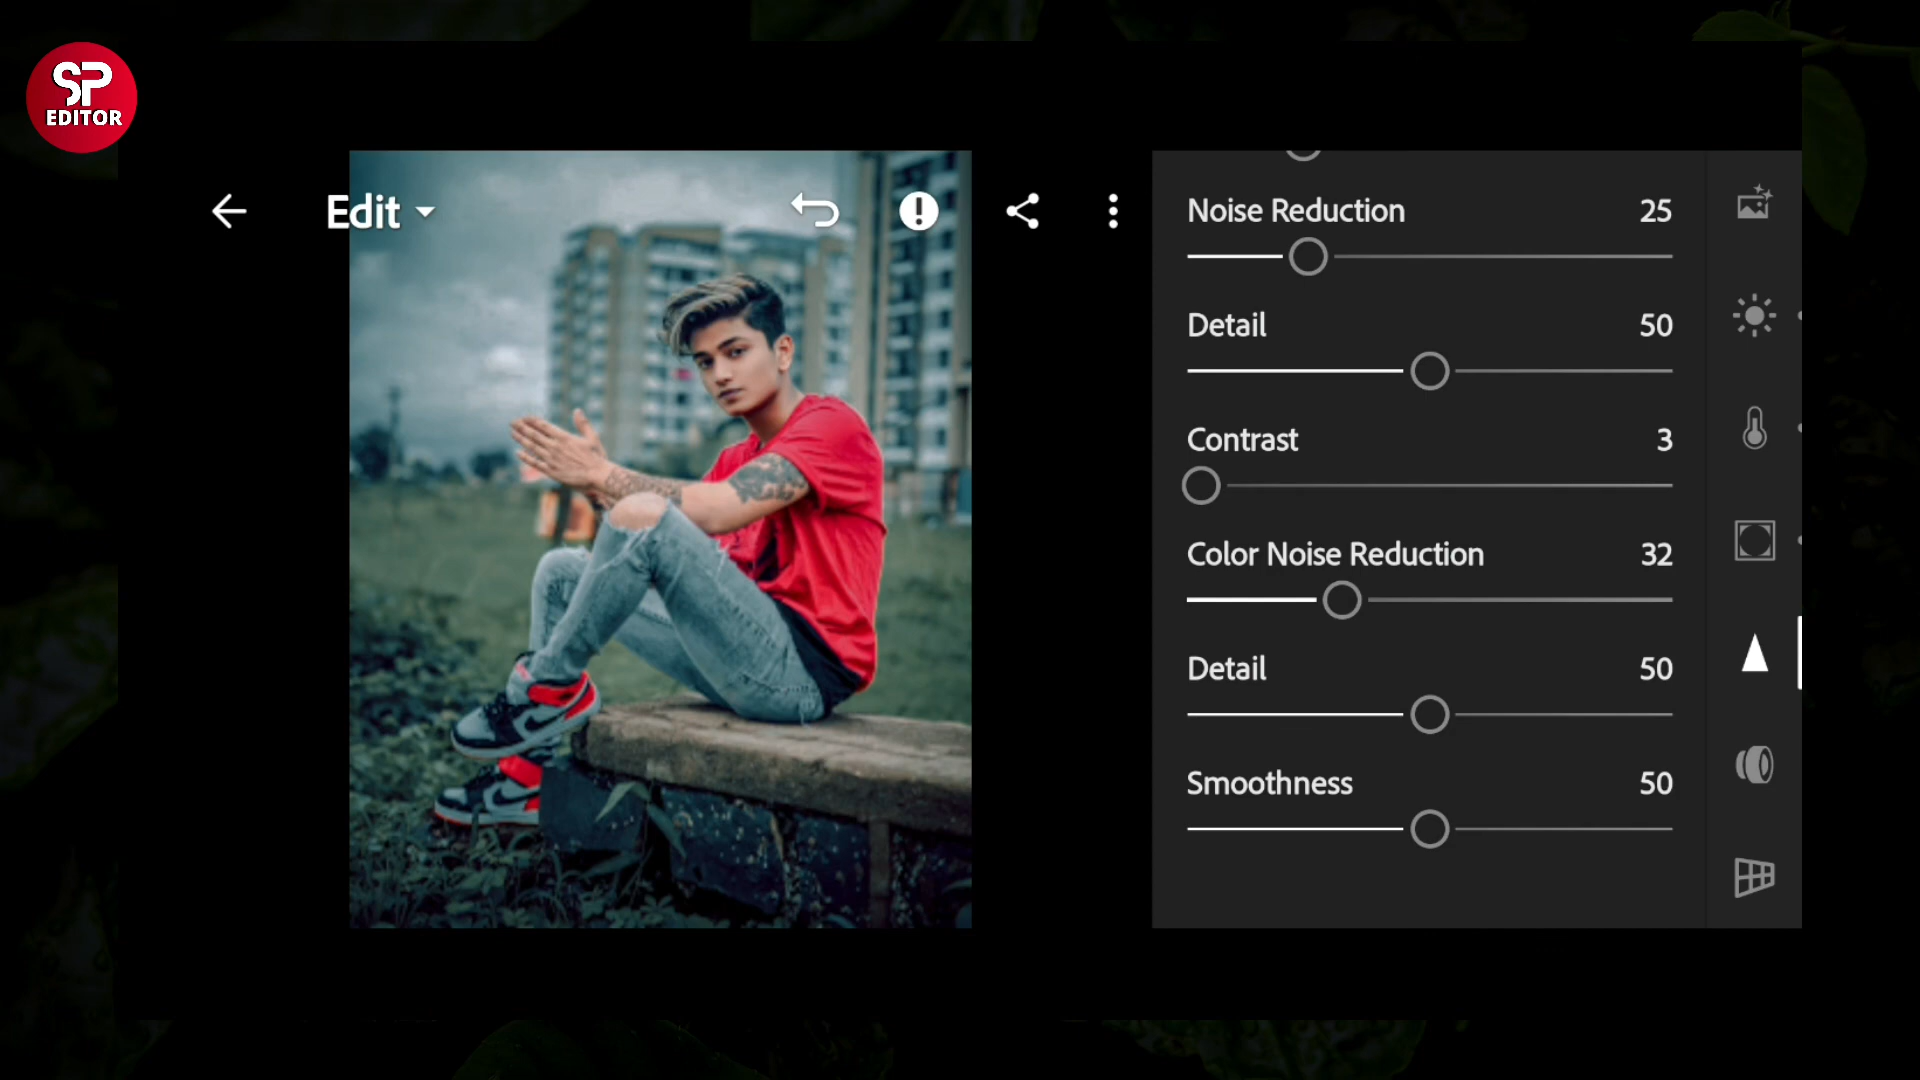 SP
EDITOR
Edit
Noise Reduction 25
Detail 50
Contrast 3
Color Noise Reduction 32
Detail 50
Smoothness 50